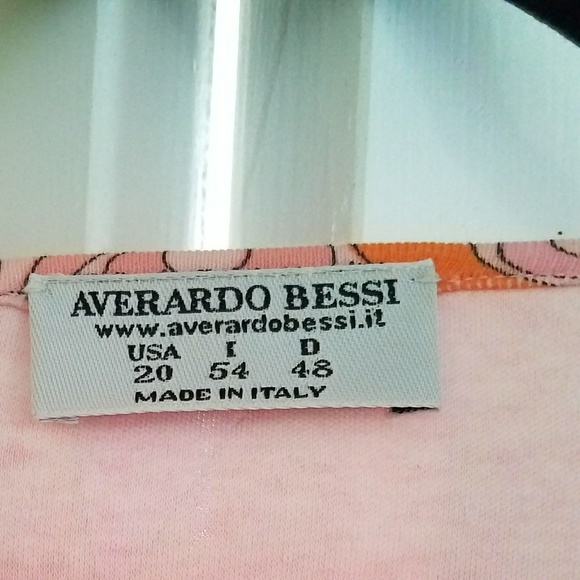 AVERARDO BESSI
www.averardobessi.it
USA I D
20 54 48
MADE IN ITALY